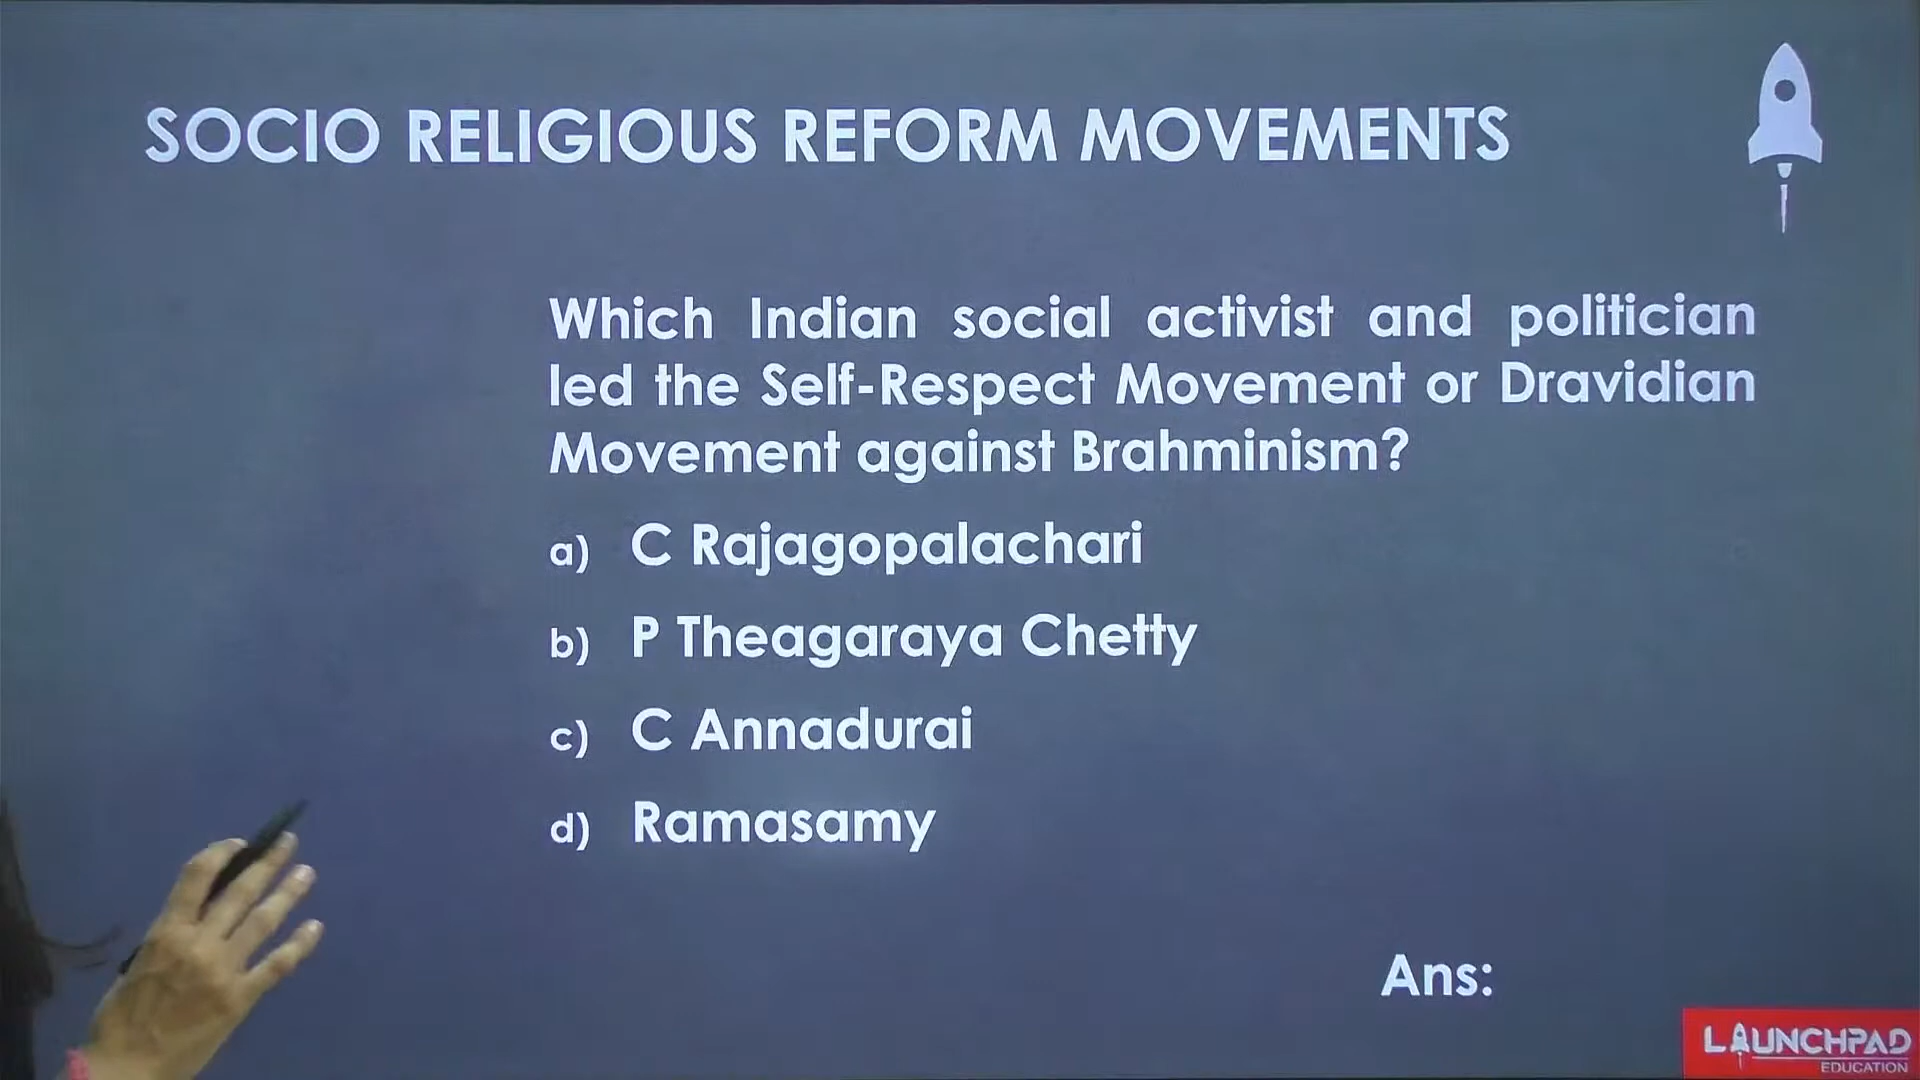 SOCIO RELIGIOUS REFORM MOVEMENTS
Which Indian social activist and politician
led the Self-Respect Movement or Dravidian
Movement against Brahminism?
a) C Rajagopalachari
b) P Theagaraya Chetty
c) C Annadurai
d) Ramasamy
Ans:
LAUNCHPAD
EDUCATION